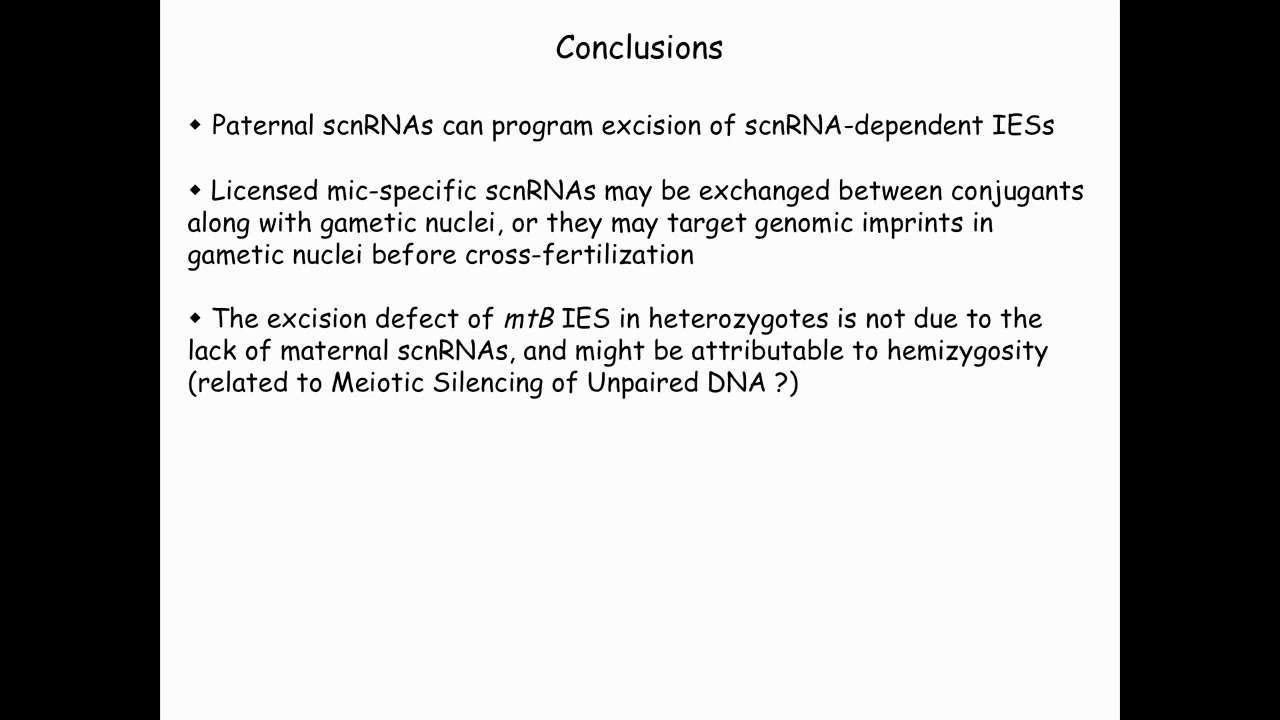 Conclusions
◆ Paternal scnRNAs can program excision of scnRNA-dependent IESs
◆ Licensed mic-specific scnRNAs may be exchanged between conjugants
along with gametic nuclei, or they may target genomic imprints in
gametic nuclei before cross-fertilization
◆ The excision defect of mtB IES in heterozygotes is not due to the
lack of maternal scnRNAs, and might be attributable to hemizygosity
(related to Meiotic Silencing of Unpaired DNA ?)